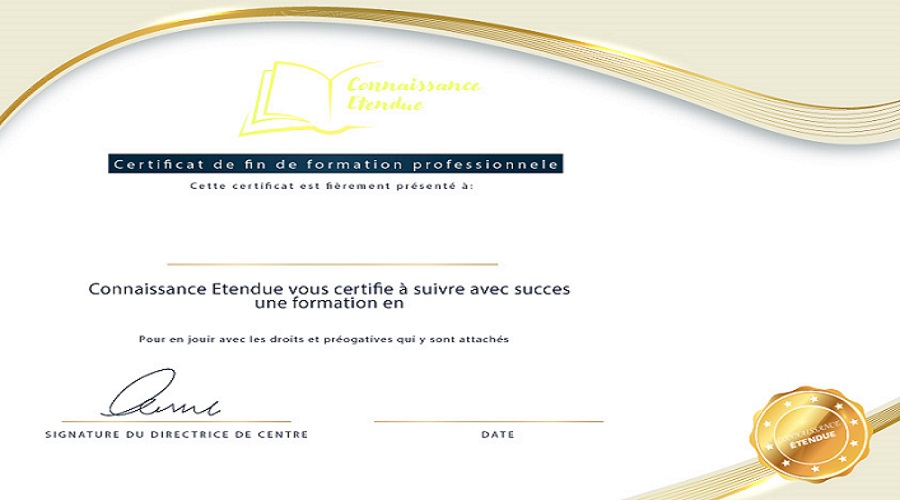 Connaissance
Etendue
Certificat de fin de formation professionnele
Cette certificat est fièrement présenté à:
Connaissance Etendue vous certifie à suivre avec succes
une formation en
Pour en jouir avec les droits et préogatives qui y sont attachés
SIGNATURE DU DIRECTRICE DE CENTRE
DATE
CONNAISSANCE
ÉTENDUE